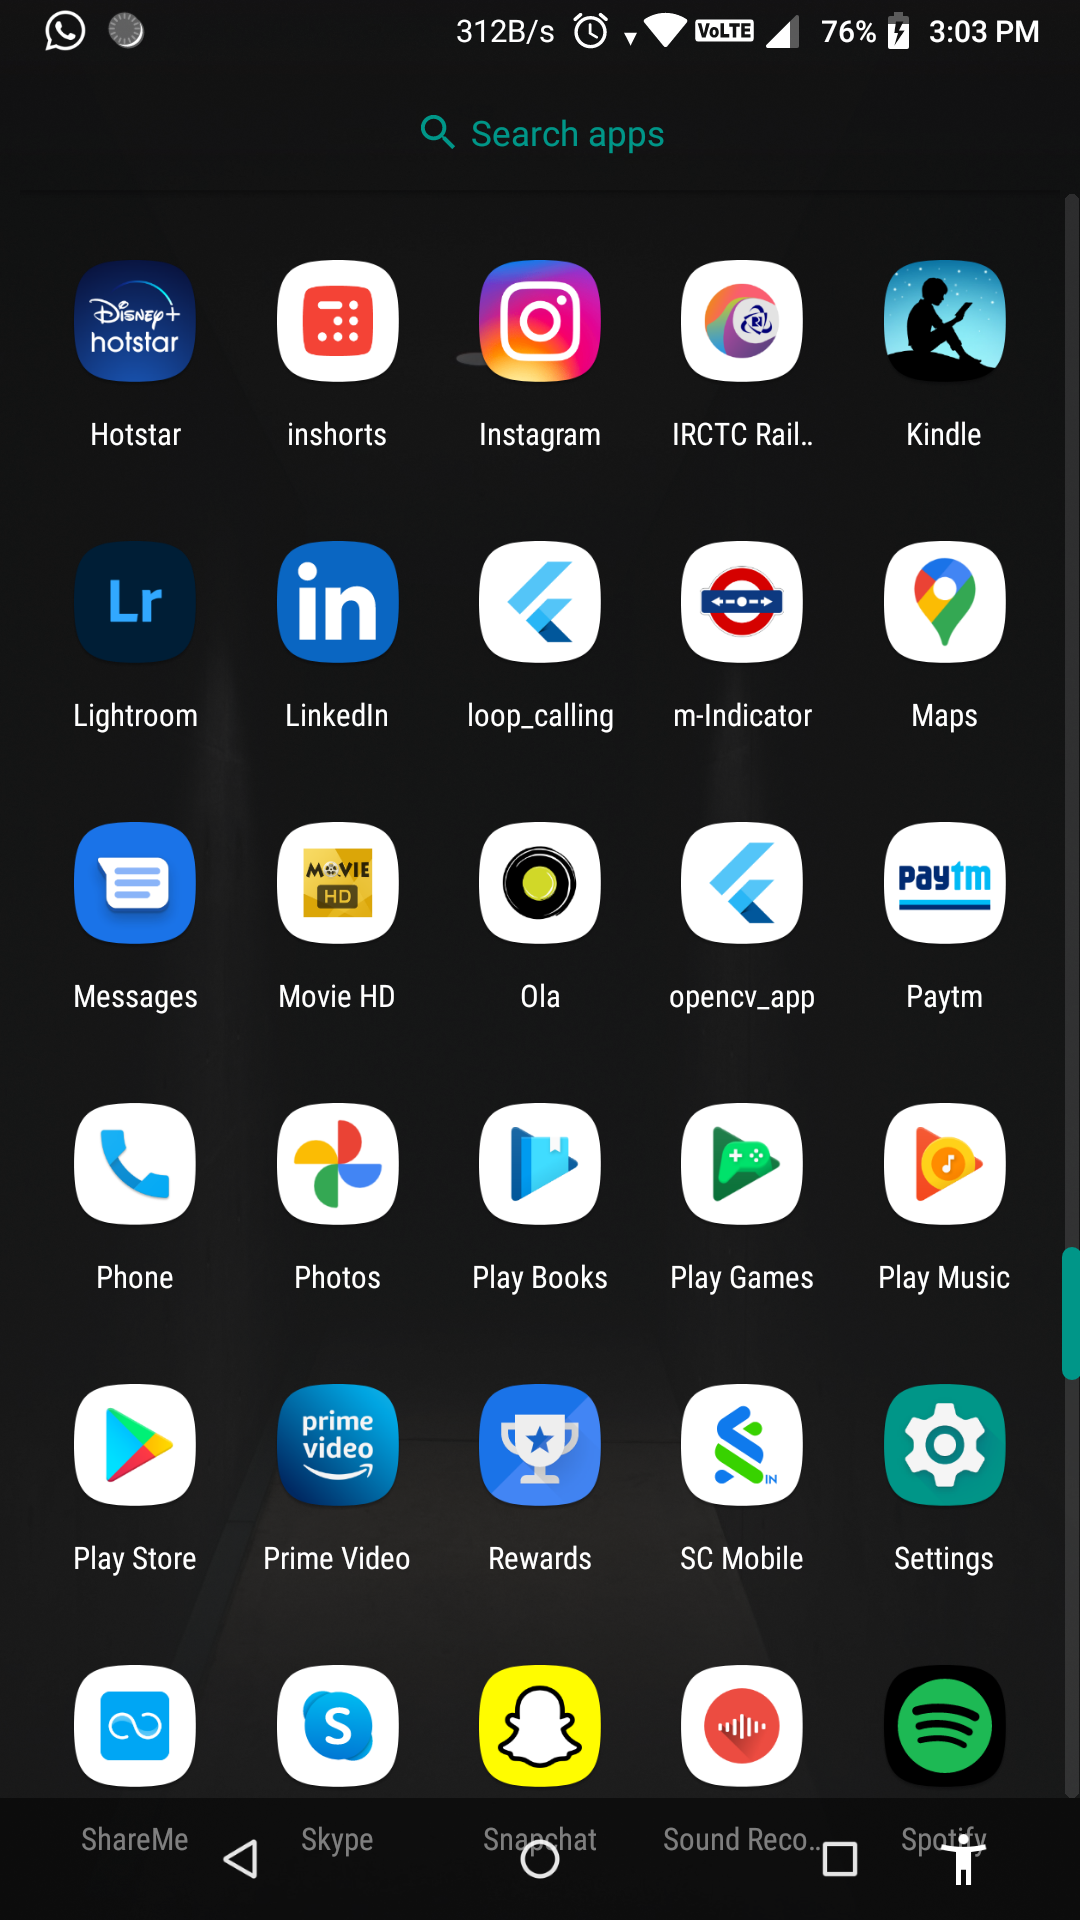 312B/s VoLTE 76% 3:03 PM
Search apps
Disney+
hotstar
Hotstar inshorts Instagram IRCTC Rail.. Kindle
Lr in
Lightroom LinkedIn loop_calling m-Indicator Maps
MOVIE
HD
paytm
Messages Movie HD Ola opencv_app Paytm
Phone Photos Play Books Play Games Play Music
prime
video
IN
Play Store Prime Video Rewards SC Mobile Settings
S
ShareMe Skype Snapchat Sound Reco.. Spotify